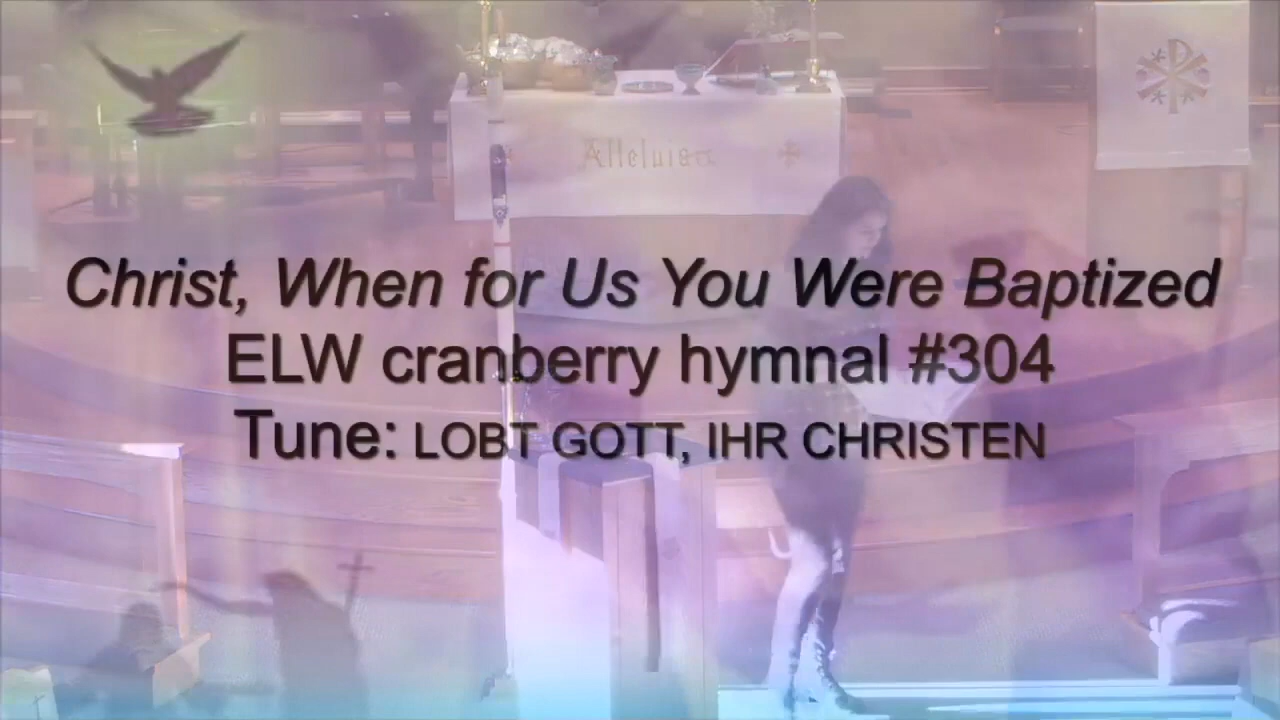 Alleluia
Christ, When for Us You Were Baptized
ELW cranberry hymnal #304
Tune: LOBT GOTT, IHR CHRISTEN